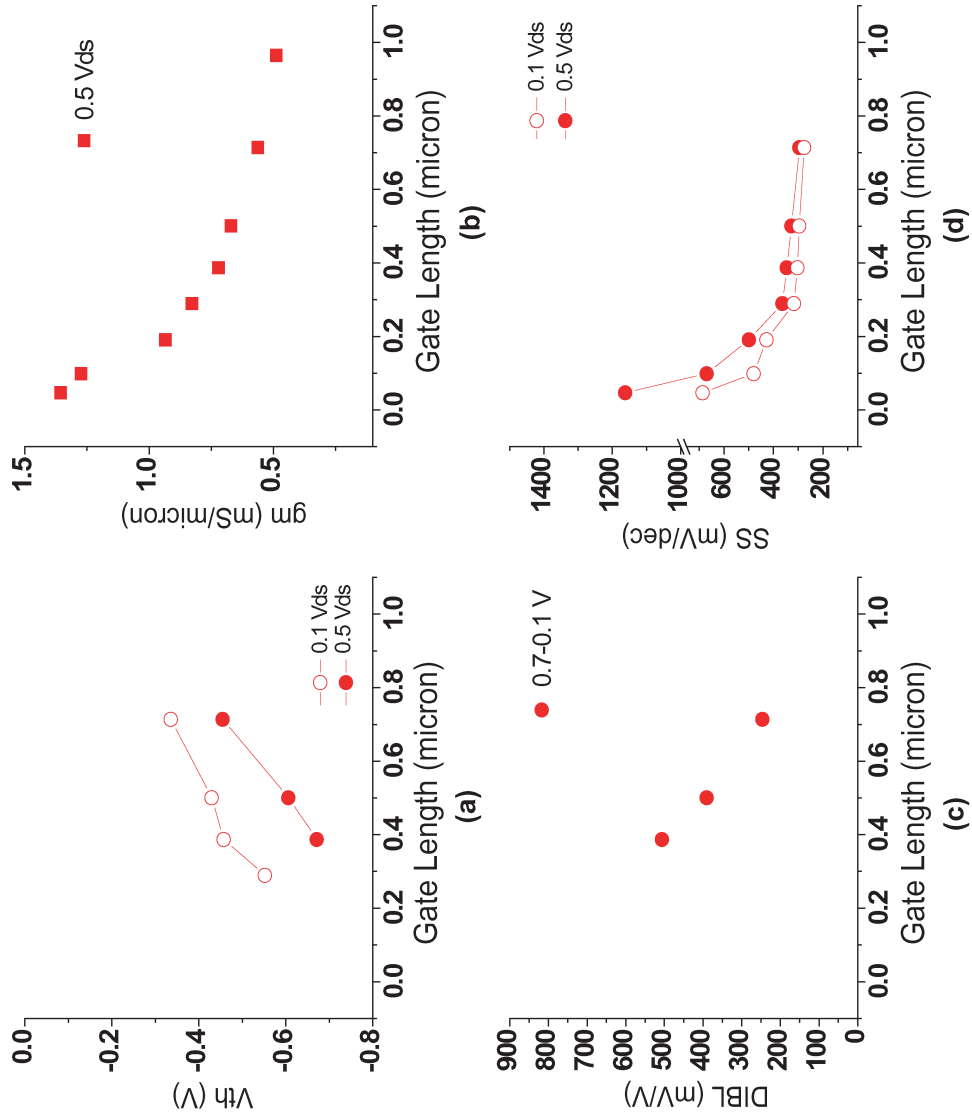 0.0
-0.2
-0.4
-0.6
-0.8
Vth (V)
0.0 0.2 0.4 0.6 0.8 1.0
Gate Length (micron)
0.1 Vds
0.5 Vds
(a)
1.5
1.0
0.5
gm (mS/micron)
0.0 0.2 0.4 0.6 0.8 1.0
Gate Length (micron)
0.5 Vds
(b)
900
800
700
600
500
400
300
200
100
0
DIBL (mV/V)
0.0 0.2 0.4 0.6 0.8 1.0
Gate Length (micron)
0.7-0.1 V
(c)
1400
1200
1000
600
400
200
SS (mV/dec)
0.0 0.2 0.4 0.6 0.8 1.0
Gate Length (micron)
0.1 Vds
0.5 Vds
(d)